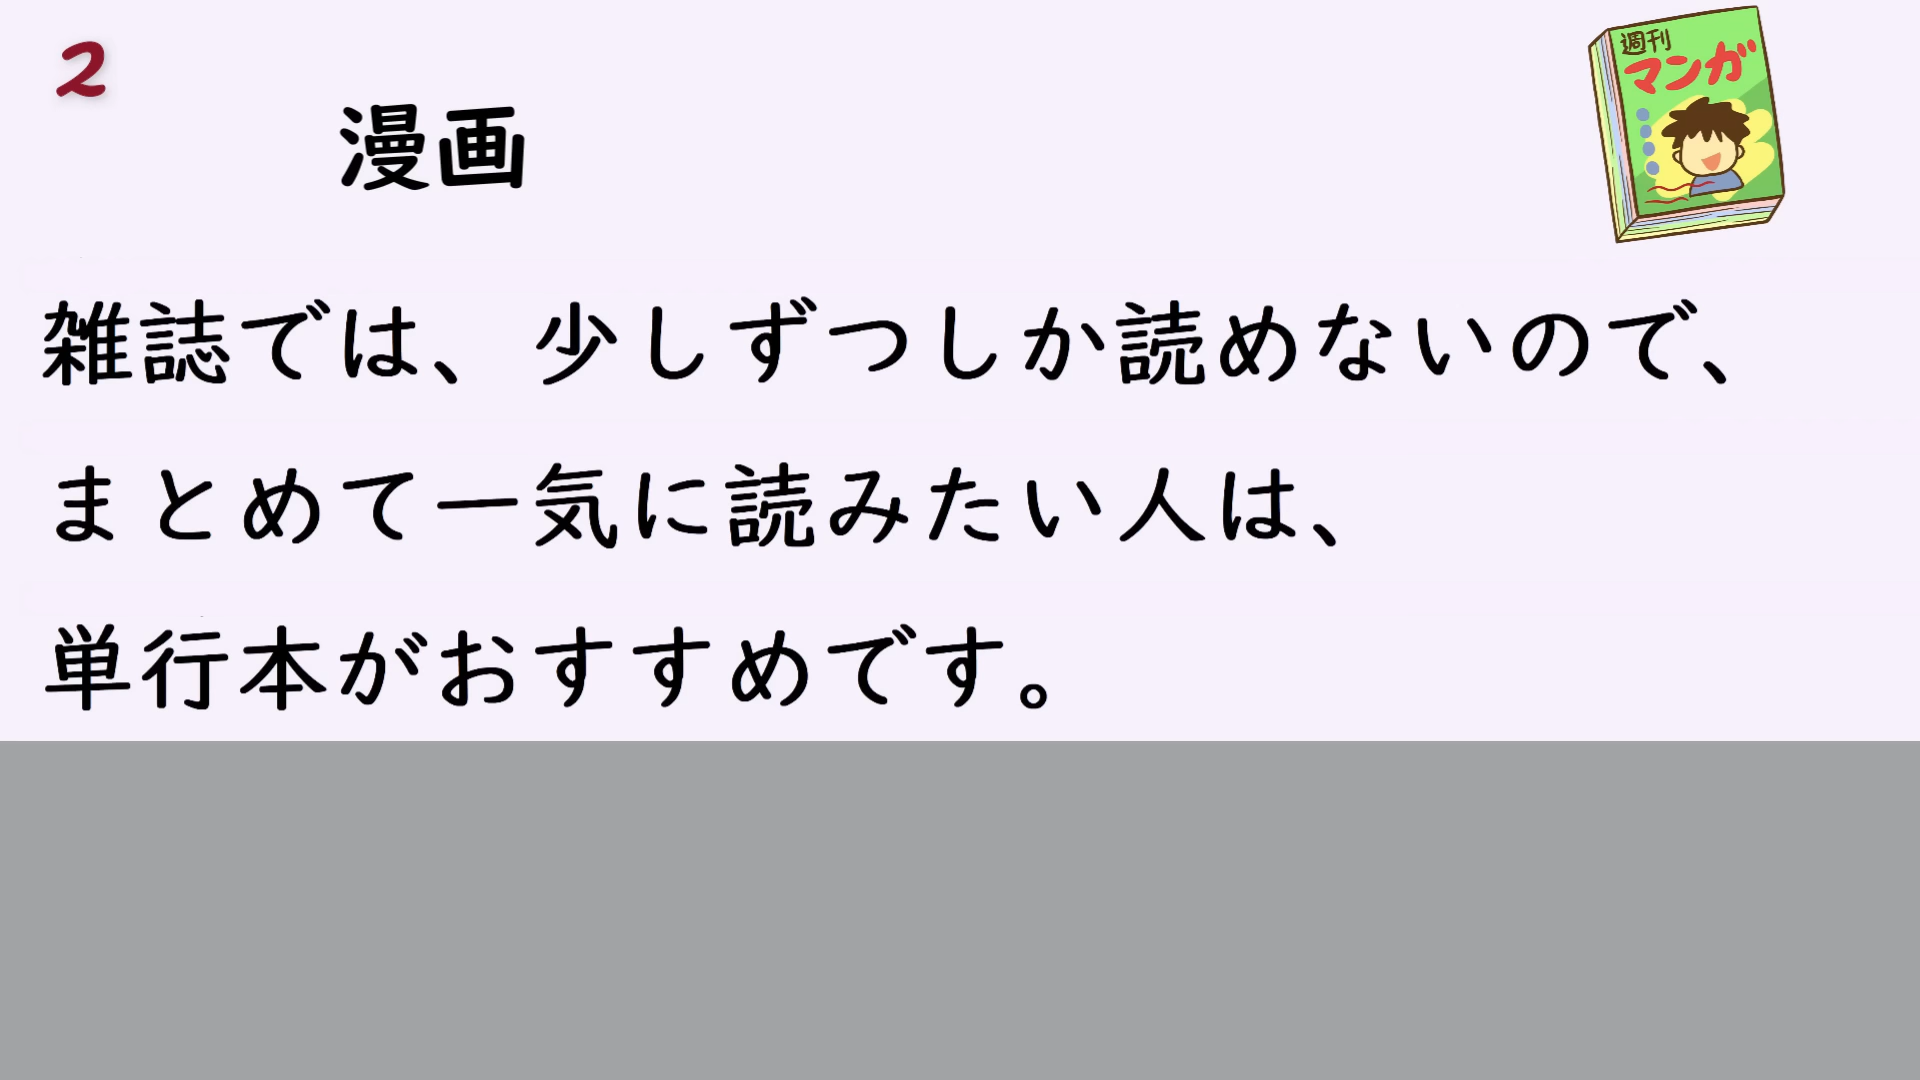 2
漫画
週刊
マンガ
雑誌では、少しずつしか読めないので、
まとめて一気に読みたい人は、
単行本がおすすめです。